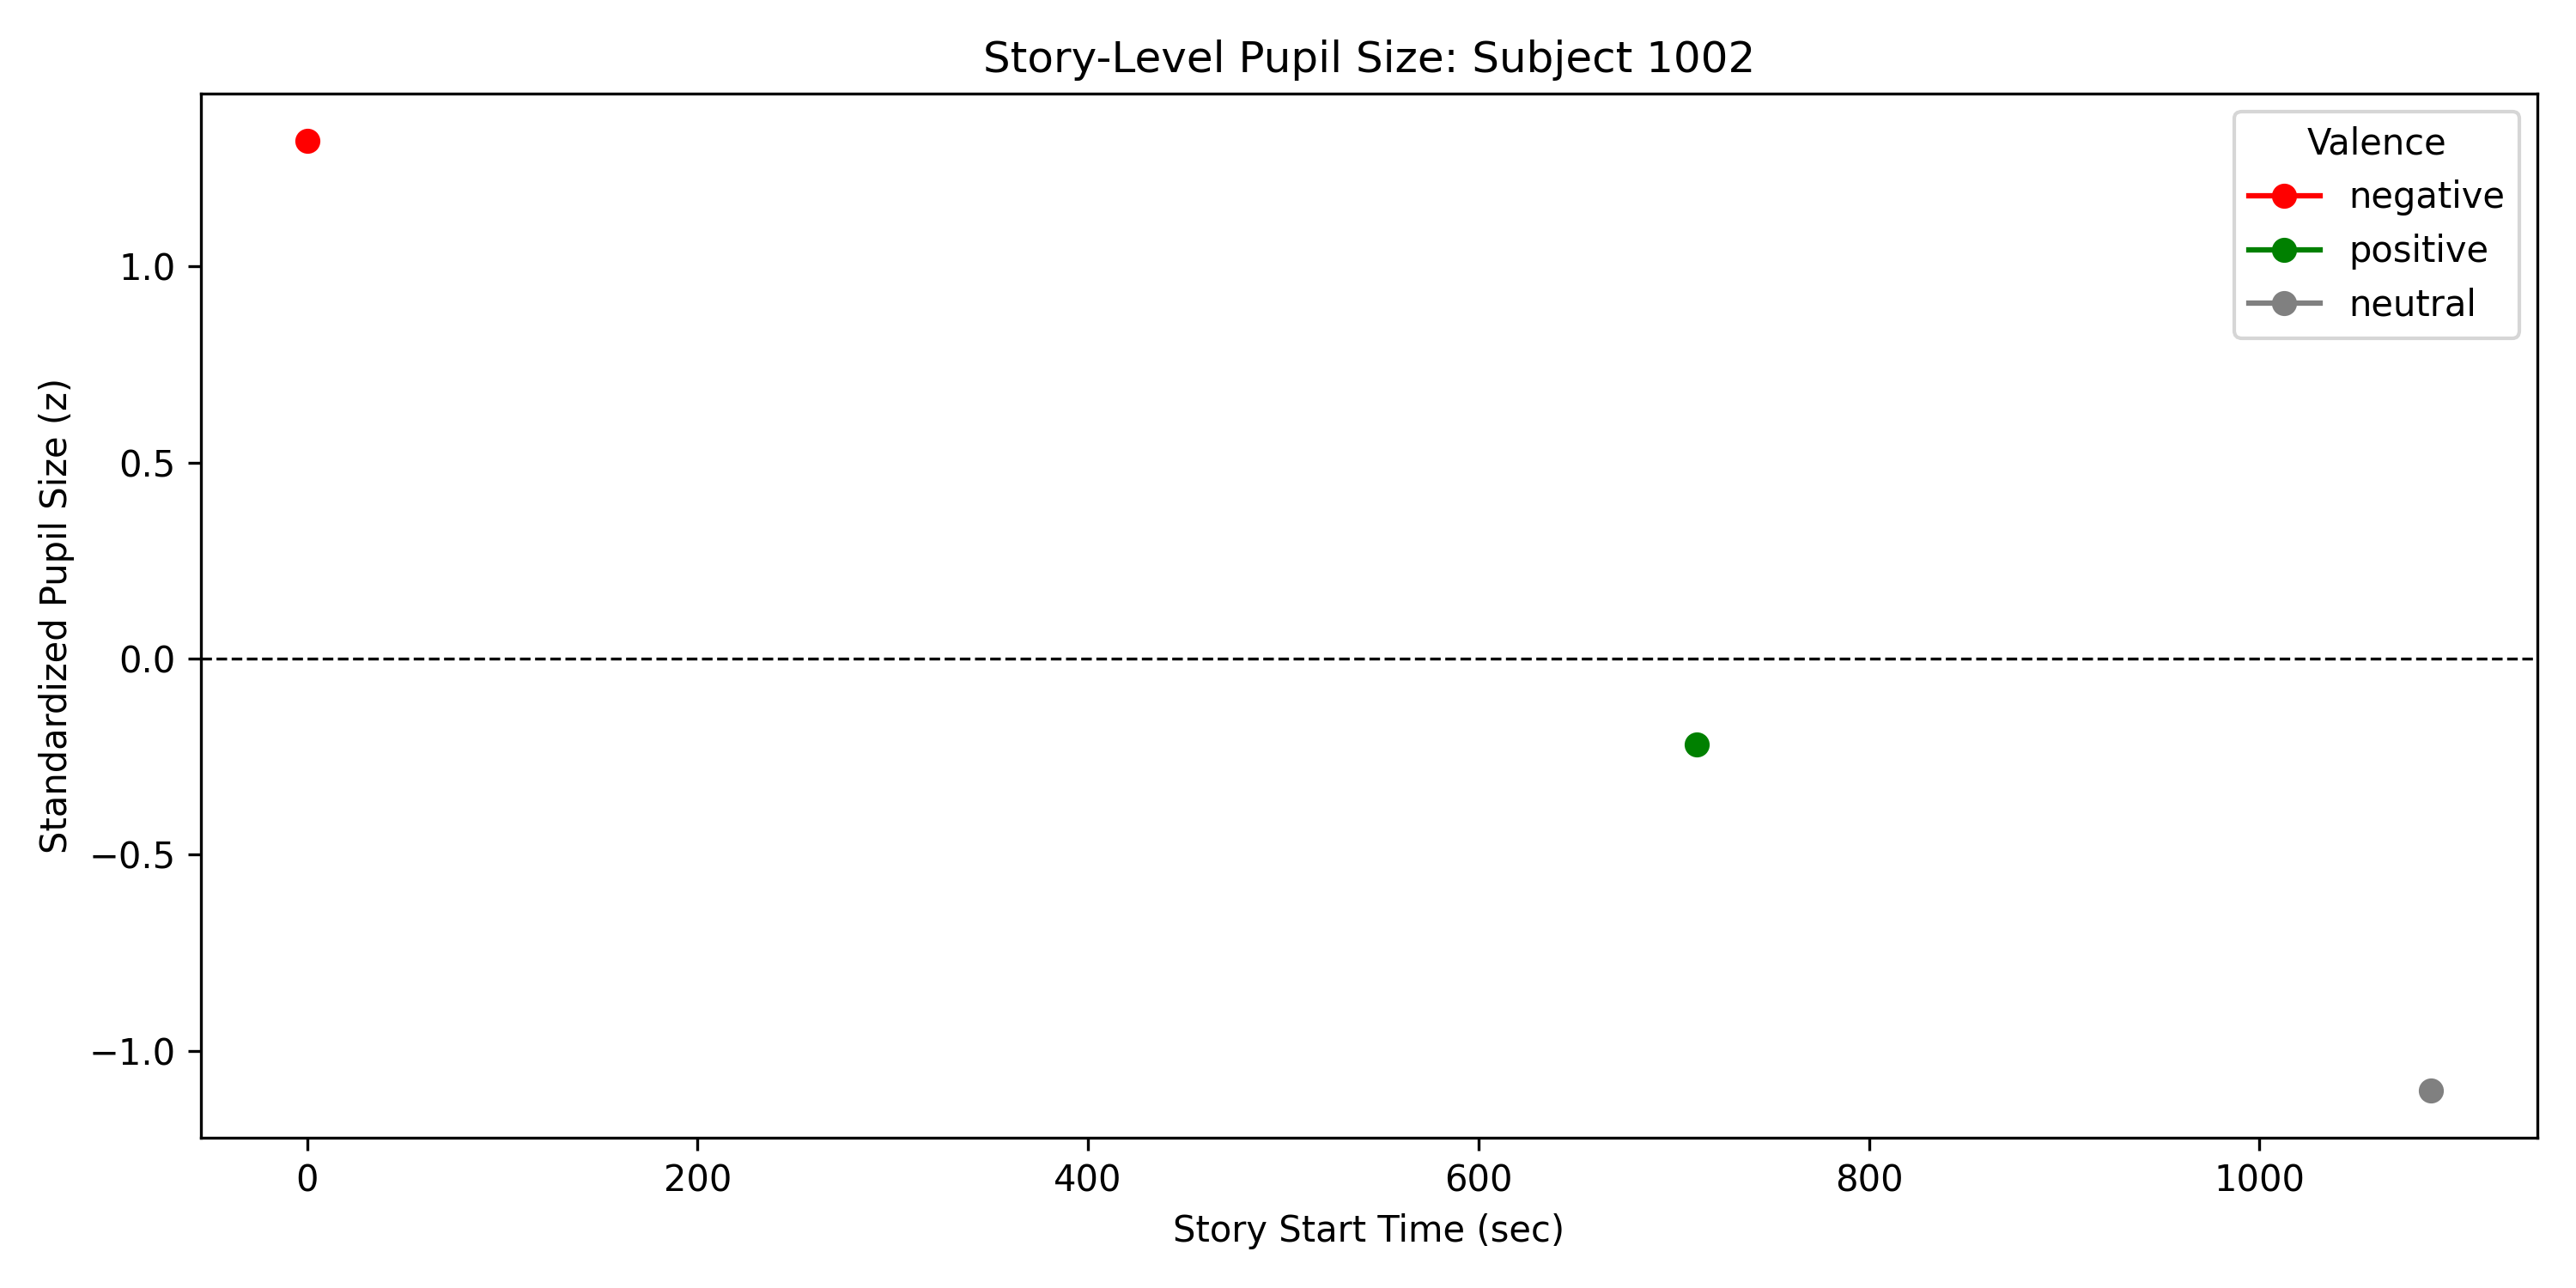 Story-Level Pupil Size: Subject 1002
Valence
negative
positive
neutral
Standardized Pupil Size (z)
1.0
0.5
0.0
−0.5
−1.0
0 200 400 600 800 1000
Story Start Time (sec)